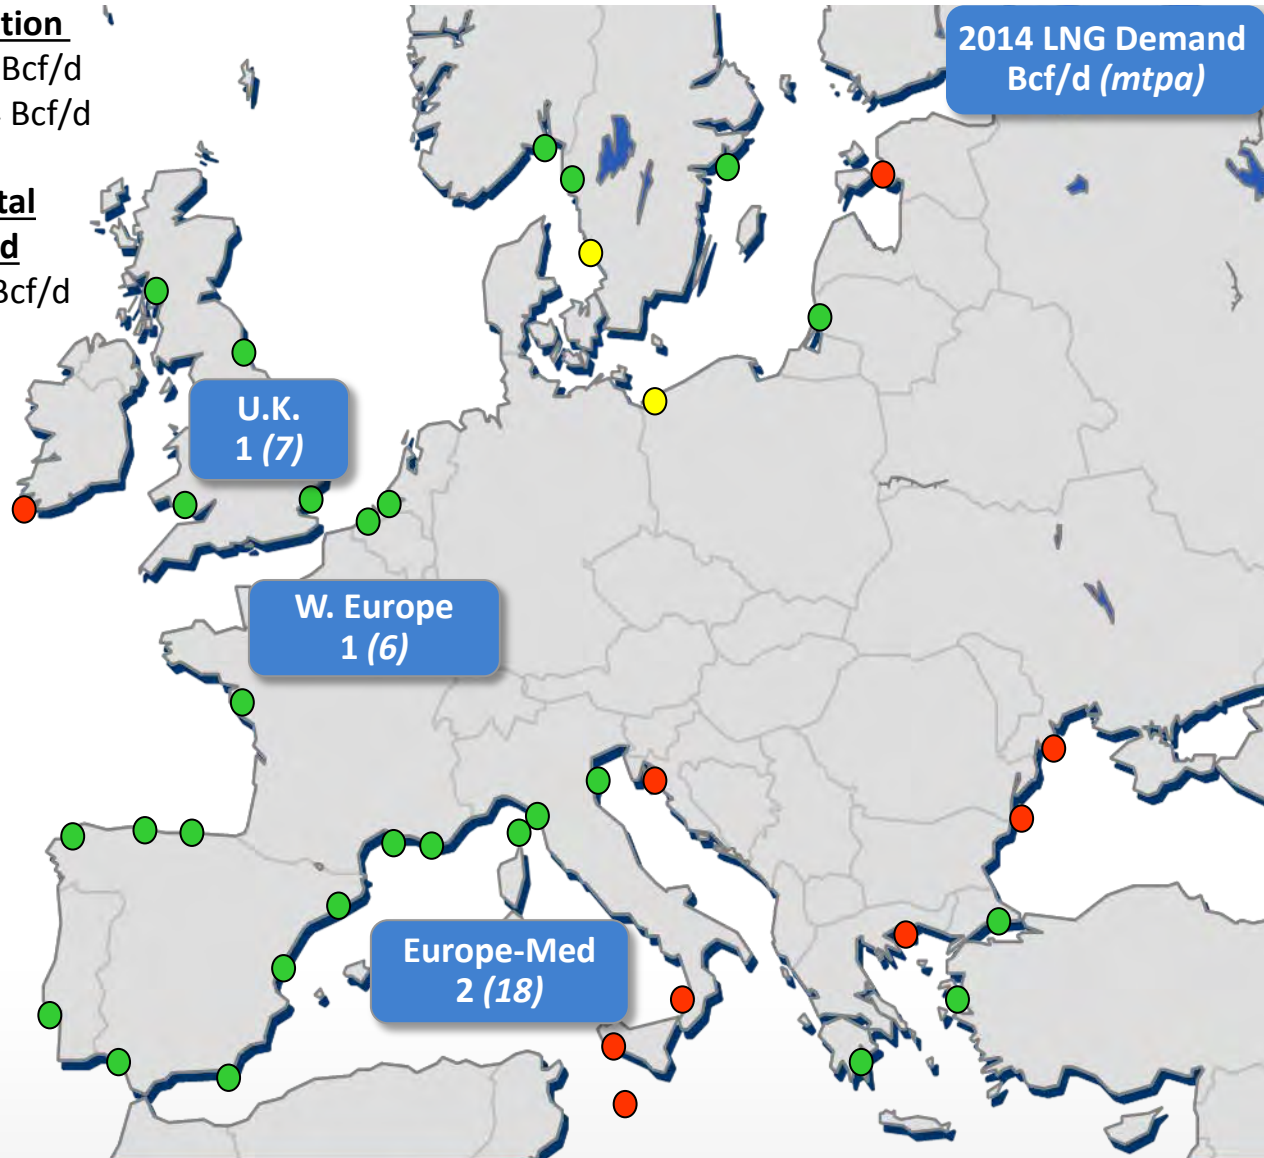 tion
Bcf/d
Bcf/d
tal
d
Bcf/d
2014 LNG Demand
Bcf/d (mtpa)
U.K.
1 (7)
W. Europe
1 (6)
Europe-Med
2 (18)